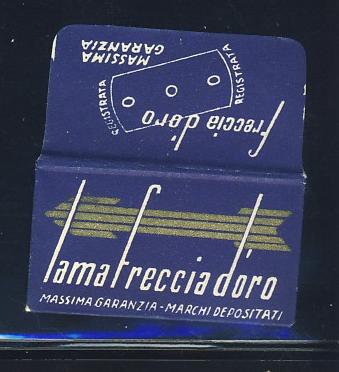 MASSIMA
GARANZIA
REGISTRATA
REGISTRATA
freccia d'oro
lama freccia d'oro
MASSIMA GARANZIA - MARCHI DEPOSITATI